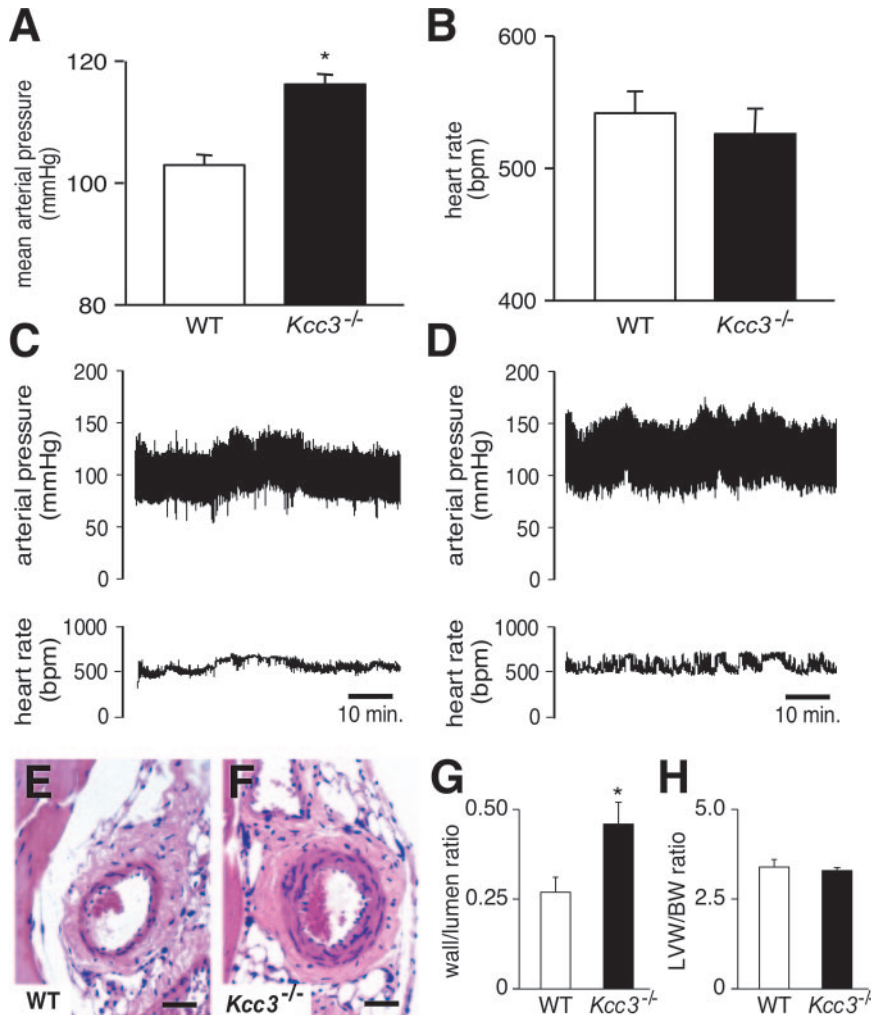 A
mean arterial pressure
(mmHg)
120
100
80
*
WT
Kcc3-/-
B
heart rate
(bpm)
600
500
400
WT
Kcc3-/-
C
arterial pressure
(mmHg)
200
150
100
50
0
heart rate
(bpm)
1000
500
0
10 min.
D
arterial pressure
(mmHg)
200
150
100
50
0
heart rate
(bpm)
1000
500
0
10 min.
E
WT
F
Kcc3-/-
G
wall/lumen ratio
0.50
0.25
0
*
WT
Kcc3-/-
H
LVW/BW ratio
5.0
2.5
0
WT
Kcc3-/-